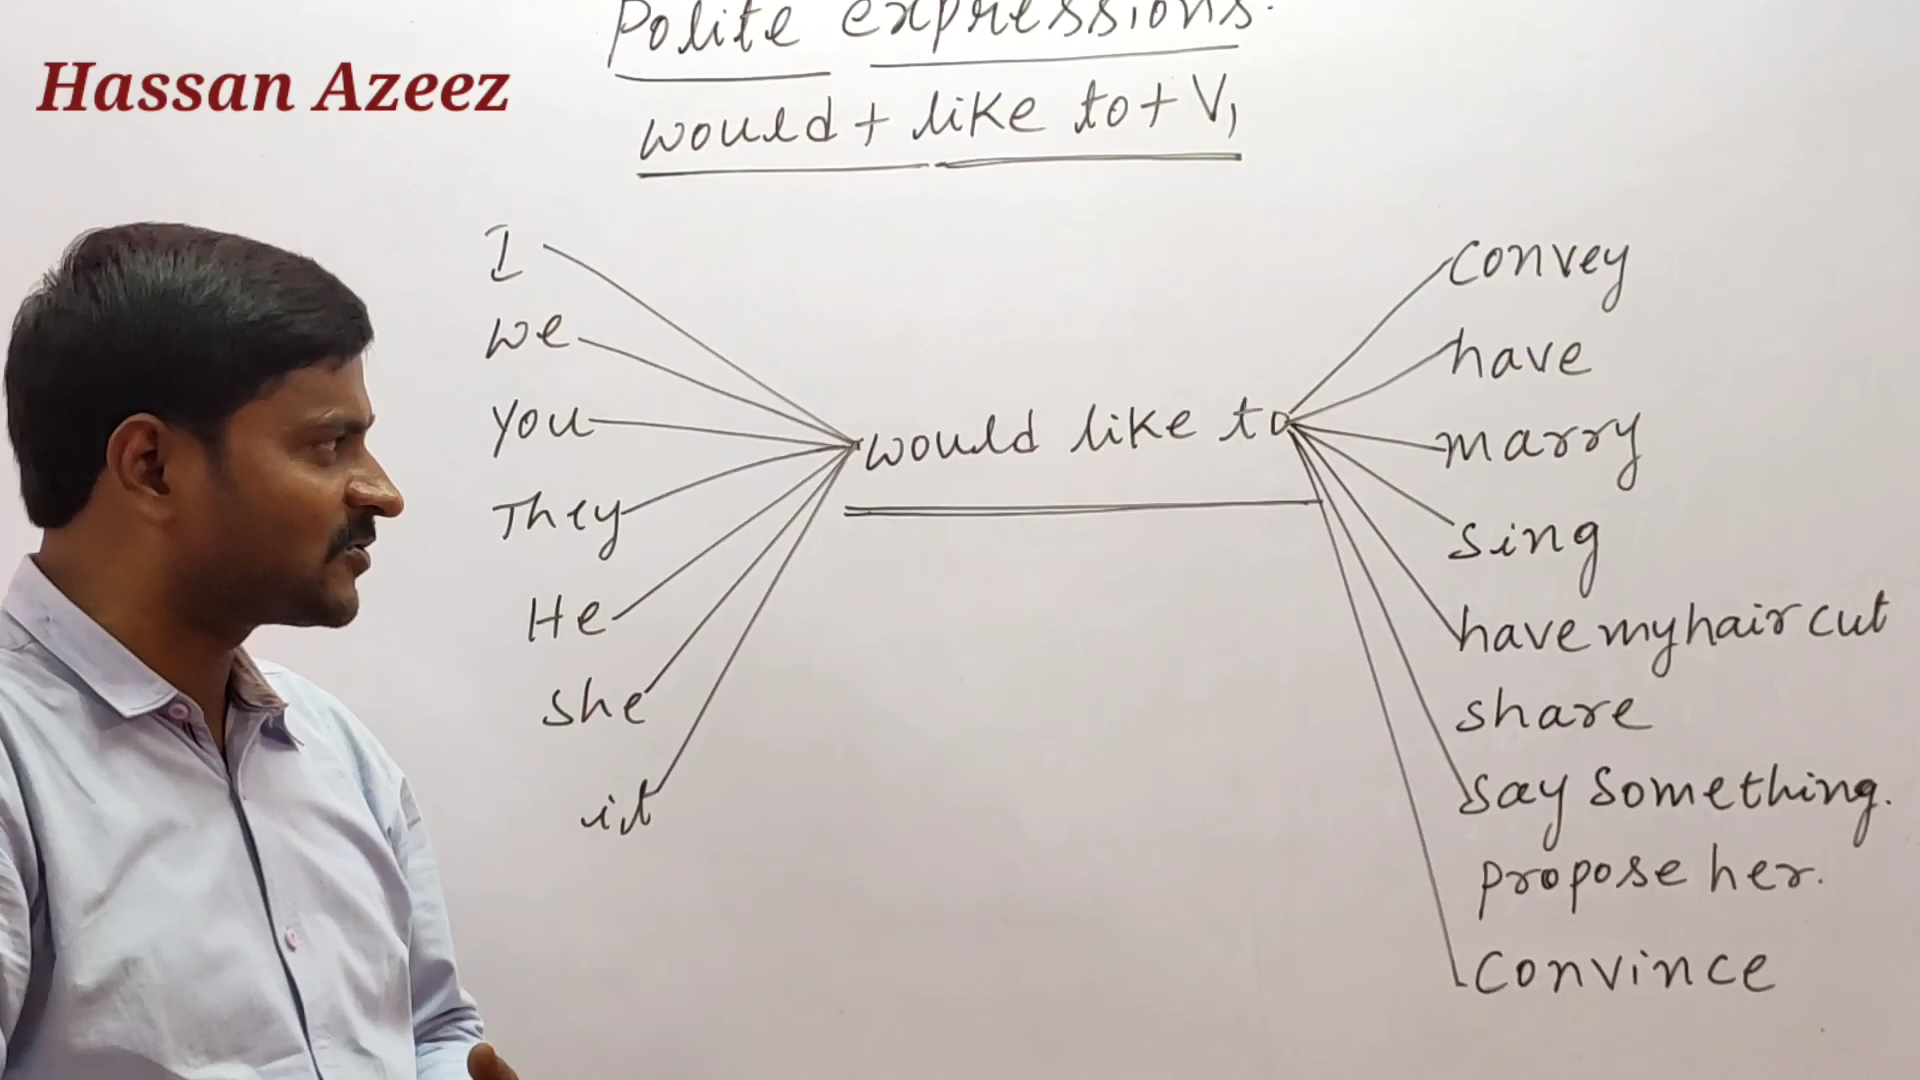 Polite expressions.
Hassan Azeez
would + like to + V1
I
we
you
They
He
she
it
would like to
convey
have
marry
sing
have my hair cut
share
say something.
propose her.
convince